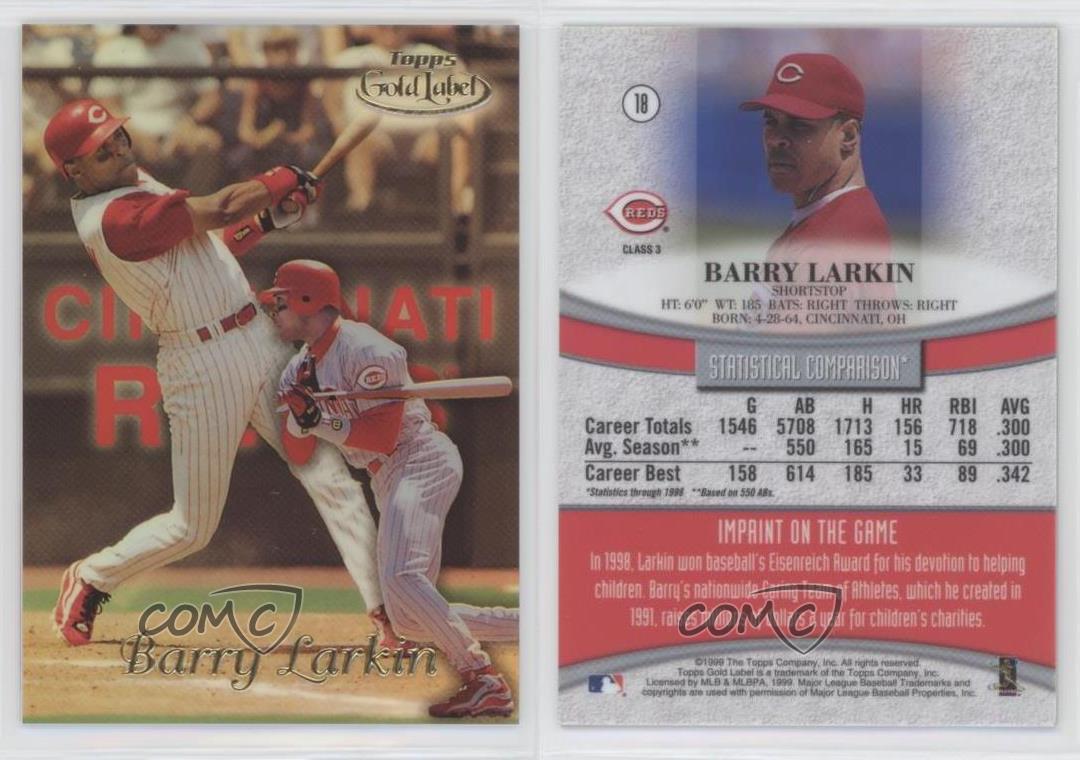 Topps
Gold Label
C
CINNATI
REDS
COMC
Barry Larkin
18
C
REDS
CLASS 3
BARRY LARKIN
SHORTSTOP
HT: 6'0" WT: 185 BATS: RIGHT THROWS: RIGHT
BORN: 4-28-64, CINCINNATI, OH
STATISTICAL COMPARISON*
G AB H HR RBI AVG
Career Totals 1546 5708 1713 156 718 .300
Avg. Season** -- 550 165 15 69 .300
Career Best 158 614 185 33 89 .342
*Statistics through 1998 **Based on 550 ABs.
IMPRINT ON THE GAME
In 1998, Larkin won baseball's Eisenreich Award for his devotion to helping
children. Barry's nationwide Caring Team of Athletes, which he created in
1991, raises a year for children's charities.
COMC
©1999 The Topps Company, Inc. All rights reserved.
Topps Gold Label is a trademark of The Topps Company, Inc.
Licensed by MLB & MLBPA, 1999. Major League Baseball Trademarks and
copyrights are used with permission of Major League Baseball Properties, Inc.